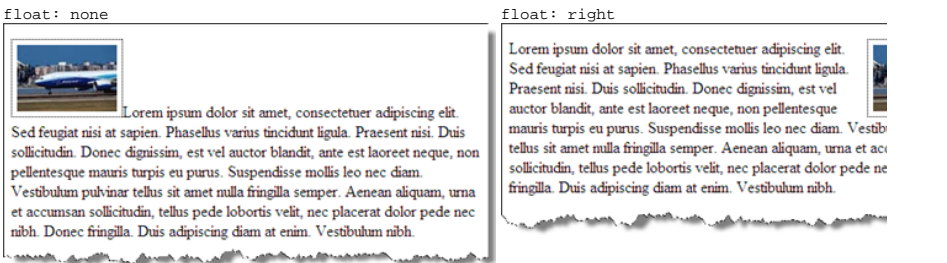 float: none
Lorem ipsum dolor sit amet, consectetuer adipiscing elit.
Sed feugiat nisi at sapien. Phasellus varius tincidunt ligula. Praesent nisi. Duis
sollicitudin. Donec dignissim, est vel auctor blandit, ante est laoreet neque, non
pellentesque mauris turpis eu purus. Suspendisse mollis leo nec diam.
Vestibulum pulvinar tellus sit amet nulla fringilla semper. Aenean aliquam, urna
et accumsan sollicitudin, tellus pede lobortis velit, nec placerat dolor pede nec
nibh. Donec fringilla. Duis adipiscing diam at enim. Vestibulum nibh.
float: right
Lorem ipsum dolor sit amet, consectetuer adipiscing elit.
Sed feugiat nisi at sapien. Phasellus varius tincidunt ligula.
Praesent nisi. Duis sollicitudin. Donec dignissim, est vel
auctor blandit, ante est laoreet neque, non pellentesque
mauris turpis eu purus. Suspendisse mollis leo nec diam. Vestib
tellus sit amet nulla fringilla semper. Aenean aliquam, urna et acc
sollicitudin, tellus pede lobortis velit, nec placerat dolor pede ne
fringilla. Duis adipiscing diam at enim. Vestibulum nibh.